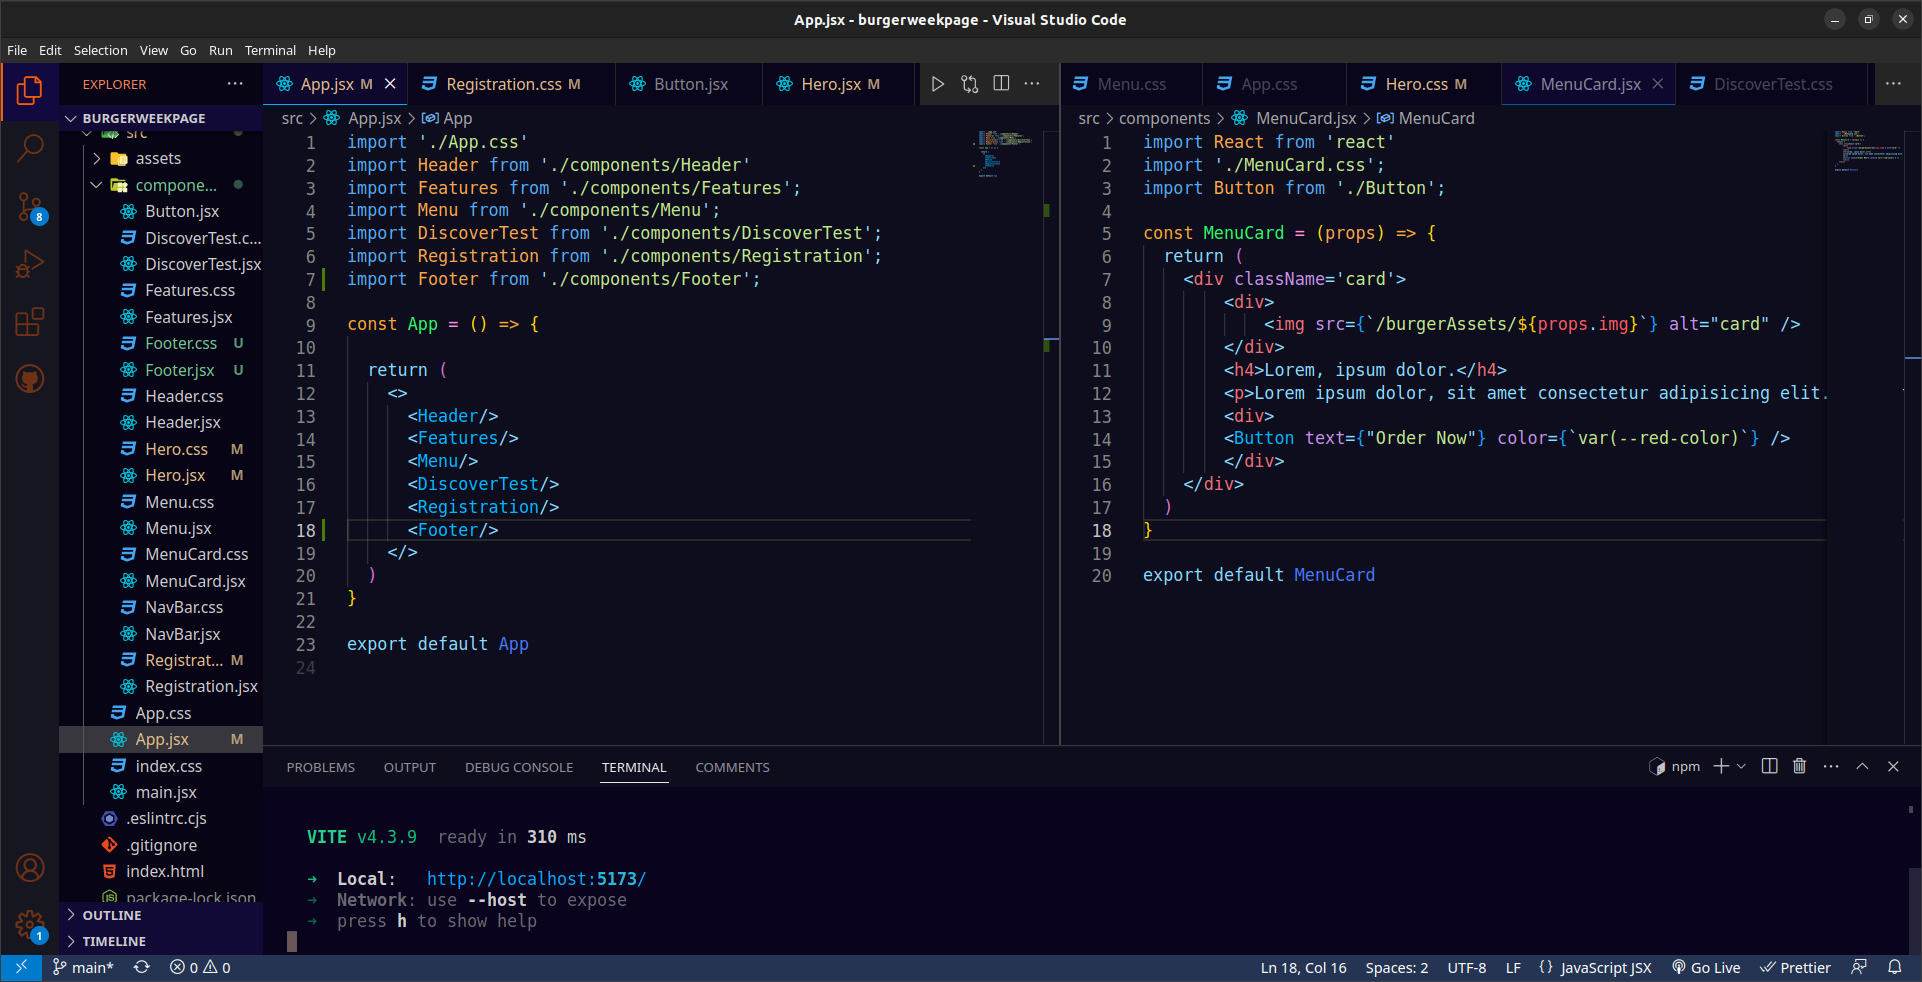 App.jsx - burgerweekpage - Visual Studio Code
File Edit Selection View Go Run Terminal Help
EXPLORER
BURGERWEEKPAGE
src
assets
compone...
Button.jsx
DiscoverTest.c...
DiscoverTest.jsx
Features.css
Features.jsx
Footer.css U
Footer.jsx U
Header.css
Header.jsx
Hero.css M
Hero.jsx M
Menu.css
Menu.jsx
MenuCard.css
MenuCard.jsx
NavBar.css
NavBar.jsx
Registrat... M
Registration.jsx
App.css
App.jsx M
index.css
main.jsx
.eslintrc.cjs
.gitignore
index.html
package-lock.json
OUTLINE
TIMELINE
8
1
App.jsx M Registration.css M Button.jsx Hero.jsx M
src > App.jsx > App
1 import './App.css'
2 import Header from './components/Header'
3 import Features from './components/Features';
4 import Menu from './components/Menu';
5 import DiscoverTest from './components/DiscoverTest';
6 import Registration from './components/Registration';
7 import Footer from './components/Footer';
8
9 const App = () => {
10
11 return (
12 <>
13 <Header/>
14 <Features/>
15 <Menu/>
16 <DiscoverTest/>
17 <Registration/>
18 <Footer/>
19 </>
20 )
21 }
22
23 export default App
24
Menu.css App.css Hero.css M MenuCard.jsx DiscoverTest.css
src > components > MenuCard.jsx > MenuCard
1 import React from 'react'
2 import './MenuCard.css';
3 import Button from './Button';
4
5 const MenuCard = (props) => {
6 return (
7 <div className='card'>
8 <div>
9 <img src={`/burgerAssets/${props.img}`} alt="card" />
10 </div>
11 <h4>Lorem, ipsum dolor.</h4>
12 <p>Lorem ipsum dolor, sit amet consectetur adipisicing elit.
13 <div>
14 <Button text={"Order Now"} color={`var(--red-color)`} />
15 </div>
16 </div>
17 )
18 }
19
20 export default MenuCard
PROBLEMS OUTPUT DEBUG CONSOLE TERMINAL COMMENTS
npm
VITE v4.3.9 ready in 310 ms
➜ Local: http://localhost:5173/
➜ Network: use --host to expose
➜ press h to show help
main* 0 0
Ln 18, Col 16 Spaces: 2 UTF-8 LF {} JavaScript JSX Go Live Prettier